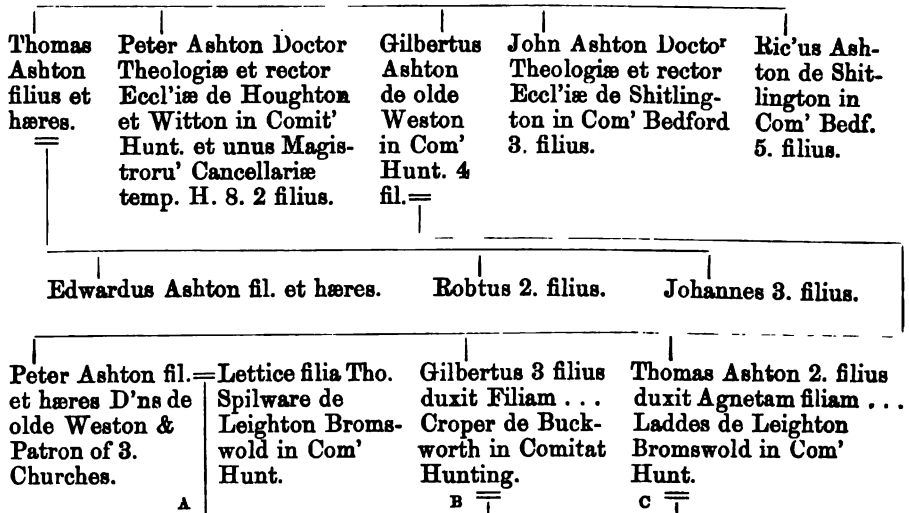 Thomas
Ashton
filius et
hæres.
Peter Ashton Doctor
Theologiæ et rector
Eccl'iæ de Houghton
et Witton in Comit'
Hunt. et unus Magis-
troru' Cancellariæ
temp. H. 8. 2 filius.
Gilbertus
Ashton
de olde
Weston
in Com'
Hunt. 4
fil.=
John Ashton Doctoʳ
Theologiæ et rector
Eccl'iæ de Shitling-
ton in Com' Bedford
3. filius.
Ric'us Ash-
ton de Shit-
lington in
Com' Bedf.
5. filius.
Edwardus Ashton fil. et hæres.
Robtus 2. filius.
Johannes 3. filius.
Peter Ashton fil.=
et hæres D'ns de
olde Weston &
Patron of 3.
Churches.
A
Lettice filia Tho.
Spilware de
Leighton Broms-
wold in Com'
Hunt.
Gilbertus 3 filius
duxit Filiam . . .
Croper de Buck-
worth in Comitat
Hunting.
B
Thomas Ashton 2. filius
duxit Agnetam filiam . . .
Laddes de Leighton
Bromswold in Com'
Hunt.
C